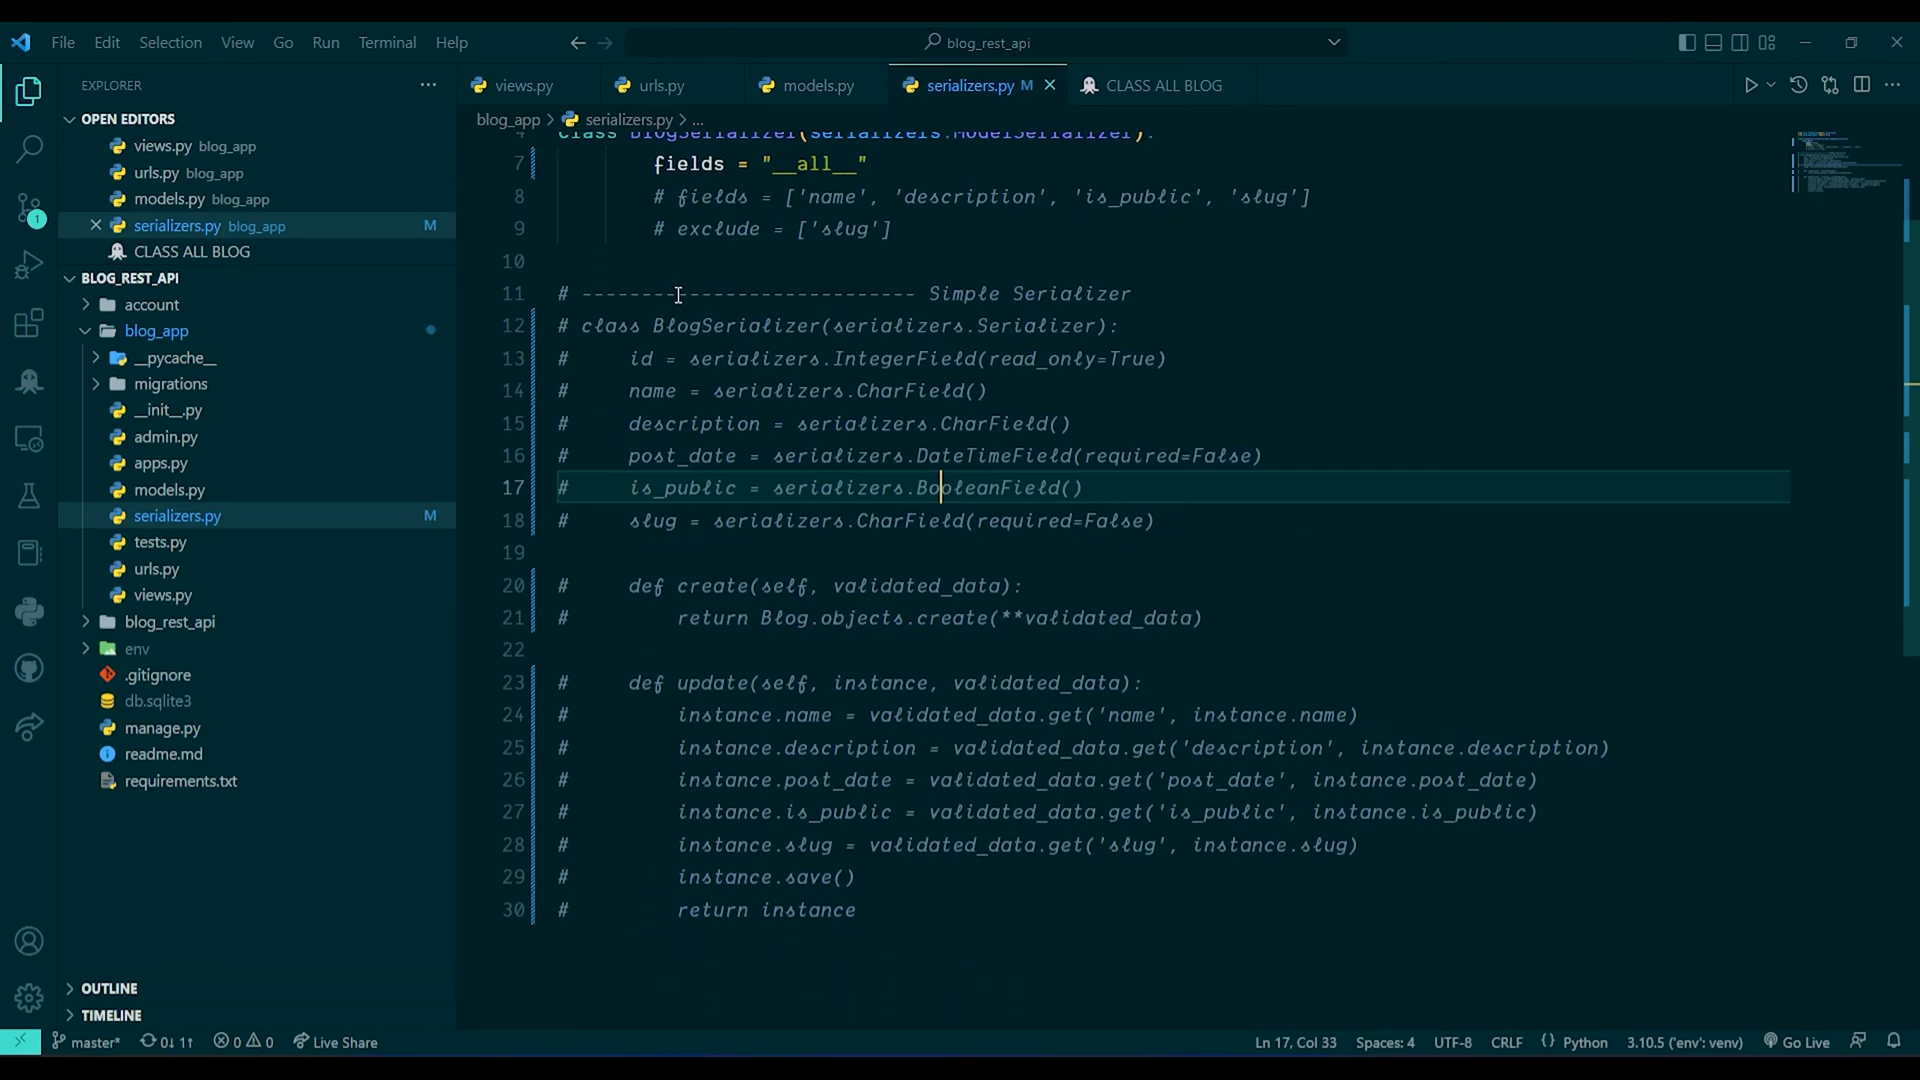 File Edit Selection View Go Run Terminal Help
blog_rest_api
EXPLORER
OPEN EDITORS
views.py blog_app
urls.py blog_app
models.py blog_app
serializers.py blog_app M
CLASS ALL BLOG
BLOG_REST_API
account
blog_app
__pycache__
migrations
__init__.py
admin.py
apps.py
models.py
serializers.py M
tests.py
urls.py
views.py
blog_rest_api
env
.gitignore
db.sqlite3
manage.py
readme.md
requirements.txt
OUTLINE
TIMELINE
views.py urls.py models.py serializers.py M CLASS ALL BLOG
blog_app > serializers.py > ...
4 class BlogSerializer(serializers.ModelSerializer):
7 fields = "__all__"
8 # fields = ['name', 'description', 'is_public', 'slug']
9 # exclude = ['slug']
10
11 # ---------------------------- Simple Serializer
12 # class BlogSerializer(serializers.Serializer):
13 # id = serializers.IntegerField(read_only=True)
14 # name = serializers.CharField()
15 # description = serializers.CharField()
16 # post_date = serializers.DateTimeField(required=False)
17 # is_public = serializers.BooleanField()
18 # slug = serializers.CharField(required=False)
19
20 # def create(self, validated_data):
21 # return Blog.objects.create(**validated_data)
22
23 # def update(self, instance, validated_data):
24 # instance.name = validated_data.get('name', instance.name)
25 # instance.description = validated_data.get('description', instance.description)
26 # instance.post_date = validated_data.get('post_date', instance.post_date)
27 # instance.is_public = validated_data.get('is_public', instance.is_public)
28 # instance.slug = validated_data.get('slug', instance.slug)
29 # instance.save()
30 # return instance
master* 0↓ 1↑ 0 0 Live Share Ln 17, Col 33 Spaces: 4 UTF-8 CRLF Python 3.10.5 ('env': venv) Go Live